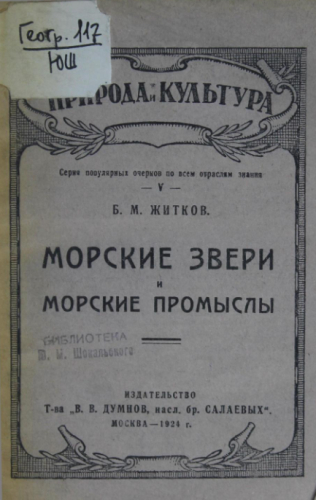 Геогр. 117
ЮШ
ПРИРОДА И КУЛЬТУРА
Серия популярных очерков по всем отраслям знания
— V —
Б. М. ЖИТКОВ.
МОРСКИЕ ЗВЕРИ
и
МОРСКИЕ ПРОМЫСЛЫ
БИБЛИОТЕКА
Ю. М. Шокальского
ИЗДАТЕЛЬСТВО
Т-ва „В. В. ДУМНОВ, насл. бр. САЛАЕВЫХ“.
МОСКВА—1924 г.